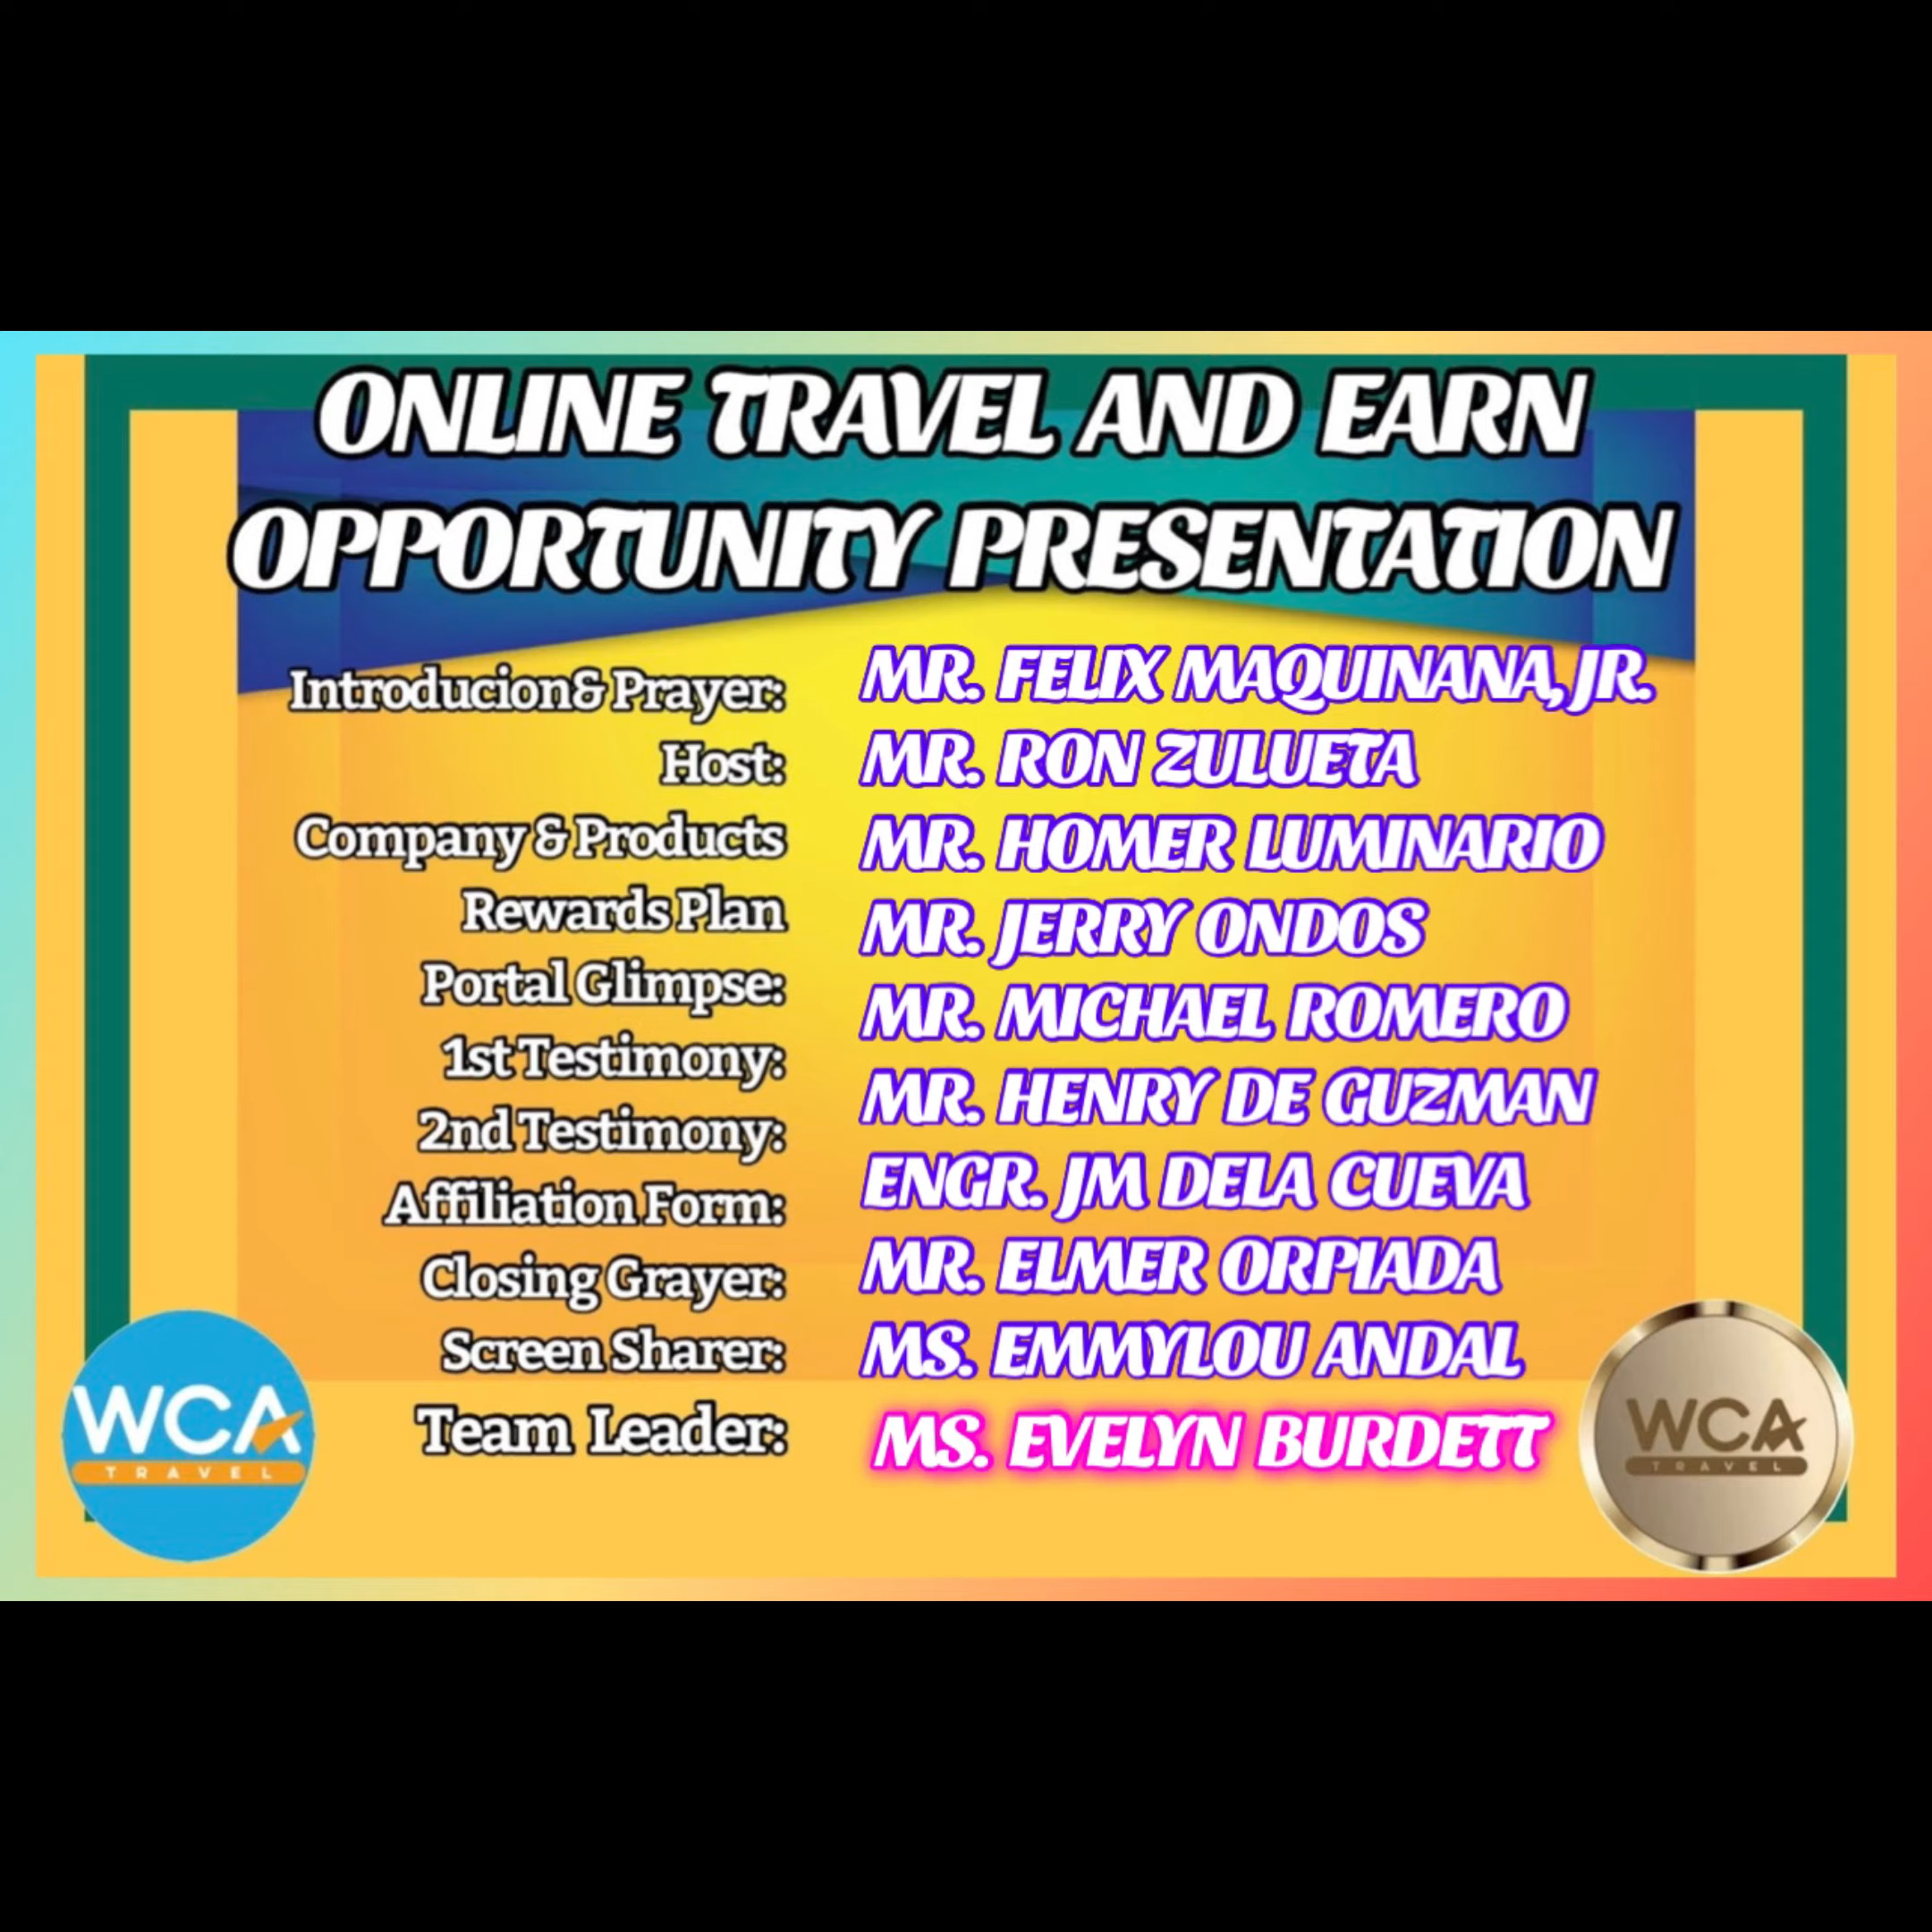 ONLINE TRAVEL AND EARN
OPPORTUNITY PRESENTATION
Introducion& Prayer: MR. FELIX MAQUINANA, JR.
Host: MR. RON ZULUETA
Company & Products MR. HOMER LUMINARIO
Rewards Plan MR. JERRY ONDOS
Portal Glimpse: MR. MICHAEL ROMERO
1st Testimony: MR. HENRY DE GUZMAN
2nd Testimony: ENGR. JM DELA CUEVA
Affiliation Form: MR. ELMER ORPIADA
Closing Grayer:
Screen Sharer: MS. EMMYLOU ANDAL
Team Leader: MS. EVELYN BURDETT
WCA
TRAVEL
WCA
TRAVEL